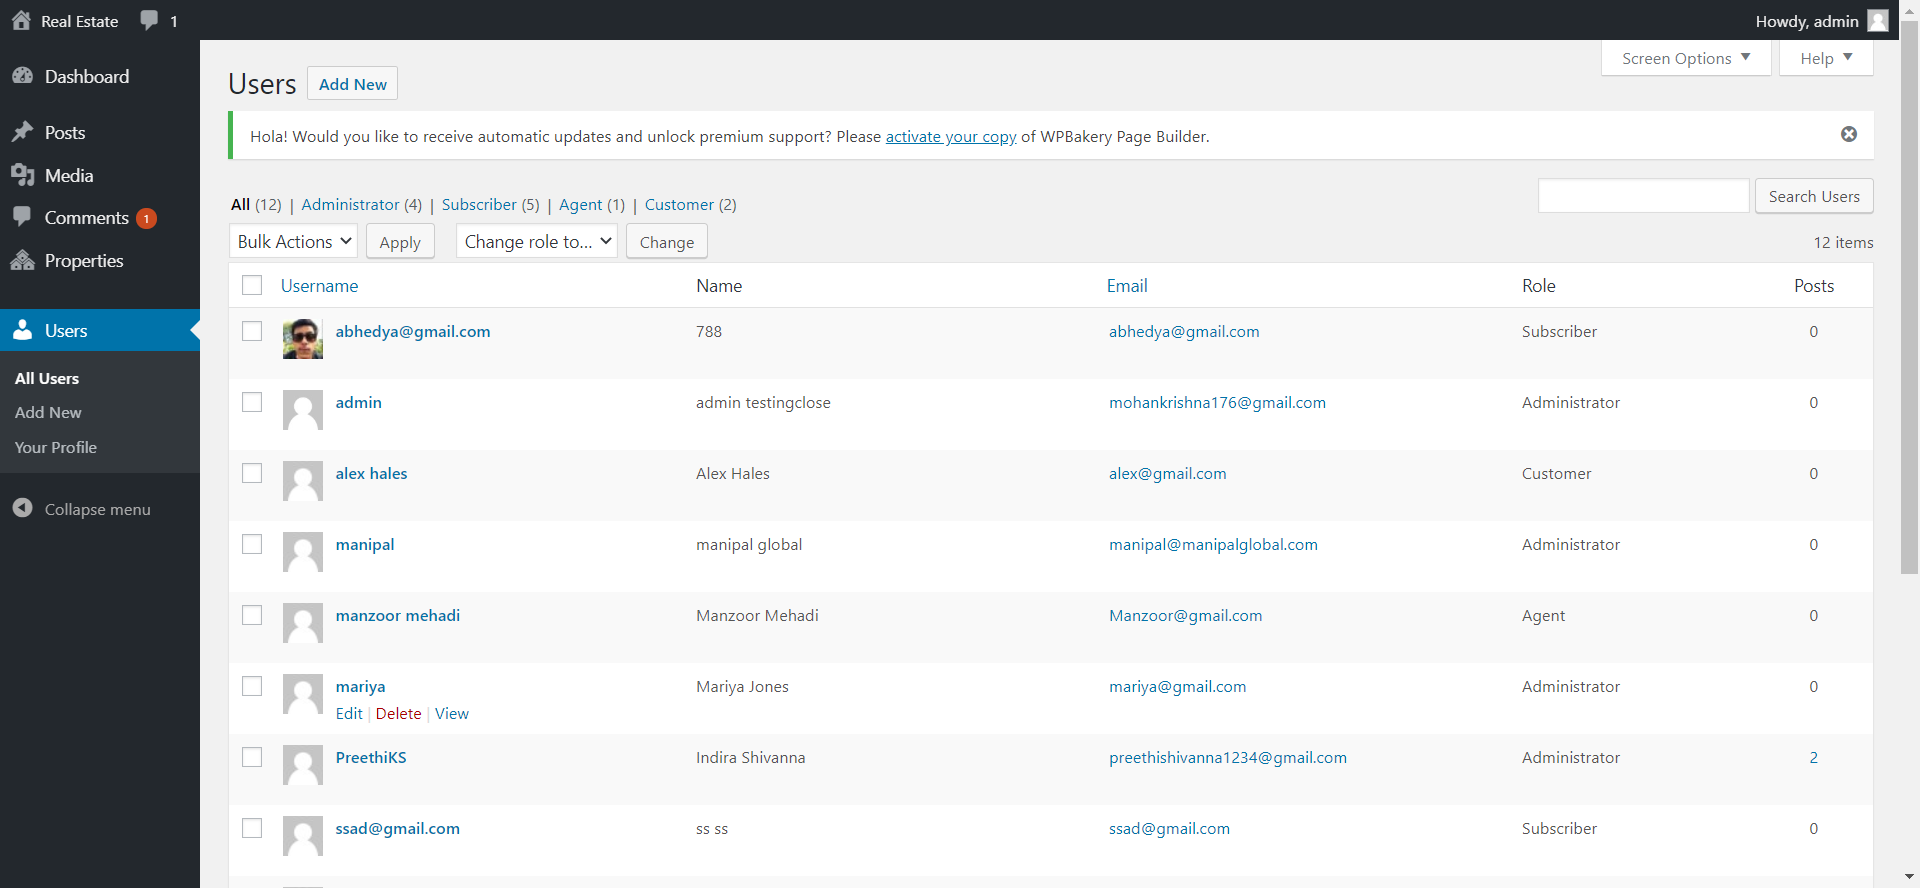 Real Estate 1 Howdy, admin
Dashboard
Posts
Media
Comments 1
Properties
Users
All Users
Add New
Your Profile
Collapse menu
Screen Options Help
Users Add New
Hola! Would you like to receive automatic updates and unlock premium support? Please activate your copy of WPBakery Page Builder.
All (12) | Administrator (4) | Subscriber (5) | Agent (1) | Customer (2)
Search Users
Bulk Actions Apply Change role to... Change 12 items
Username Name Email Role Posts
abhedya@gmail.com 788 abhedya@gmail.com Subscriber 0
admin admin testingclose mohankrishna176@gmail.com Administrator 0
alex hales Alex Hales alex@gmail.com Customer 0
manipal manipal global manipal@manipalglobal.com Administrator 0
manzoor mehadi Manzoor Mehadi Manzoor@gmail.com Agent 0
mariya Mariya Jones mariya@gmail.com Administrator 0
Edit | Delete | View
PreethiKS Indira Shivanna preethishivanna1234@gmail.com Administrator 2
ssad@gmail.com ss ss ssad@gmail.com Subscriber 0